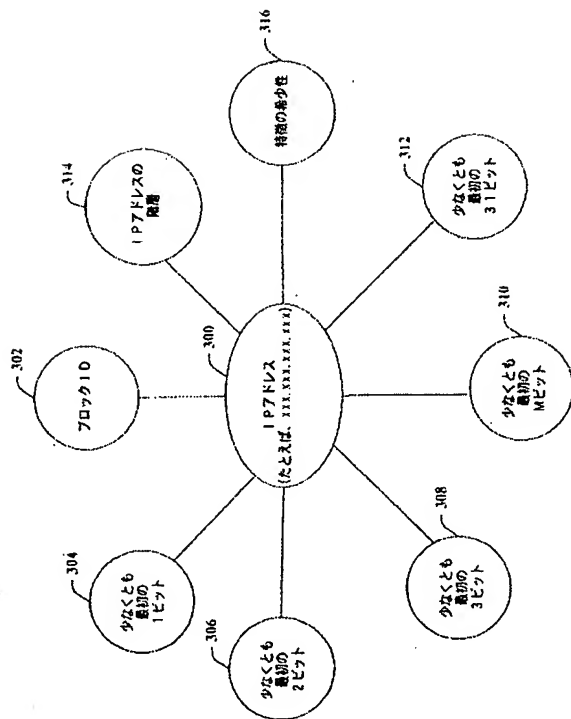 300
IPアドレス
(たとえば、xxx.xxx.xxx.xxx)
302
ブロックID
304
少なくとも
最初の
1ビット
306
少なくとも
最初の
2ビット
308
少なくとも
最初の
3ビット
310
少なくとも
最初の
Mビット
312
少なくとも
最初の
31ビット
314
IPアドレスの
階層
316
特徴の希少性